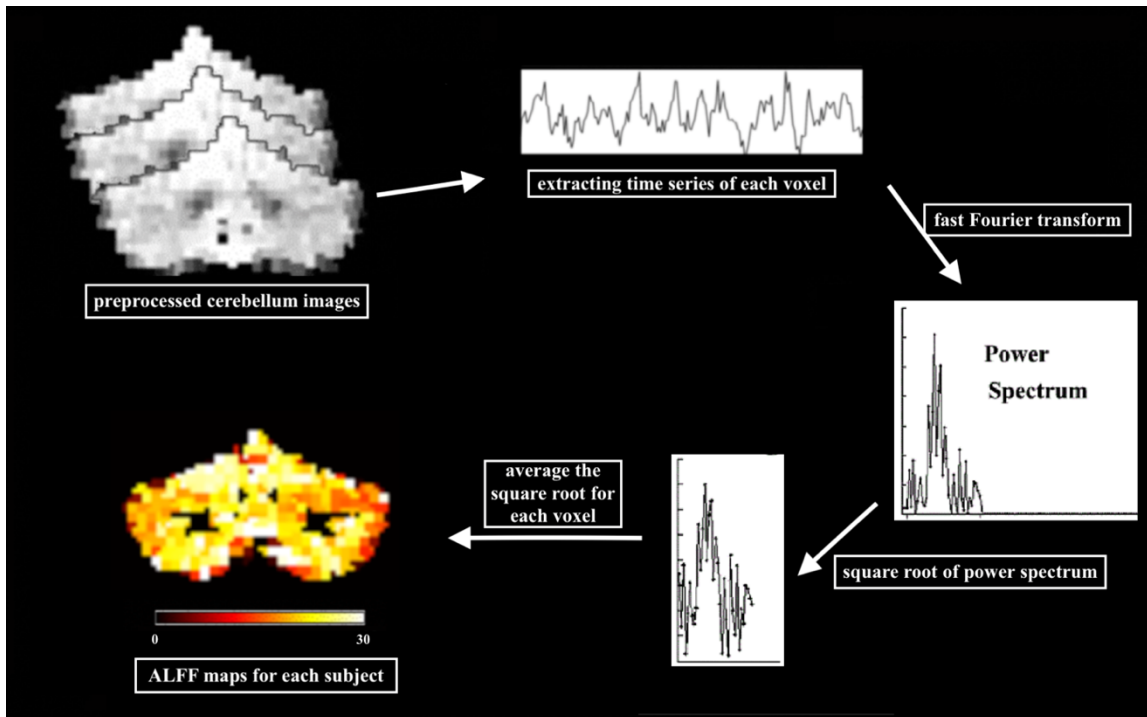 preprocessed cerebellum images
extracting time series of each voxel
fast Fourier transform
Power
Spectrum
square root of power spectrum
average the
square root for
each voxel
0
30
ALFF maps for each subject